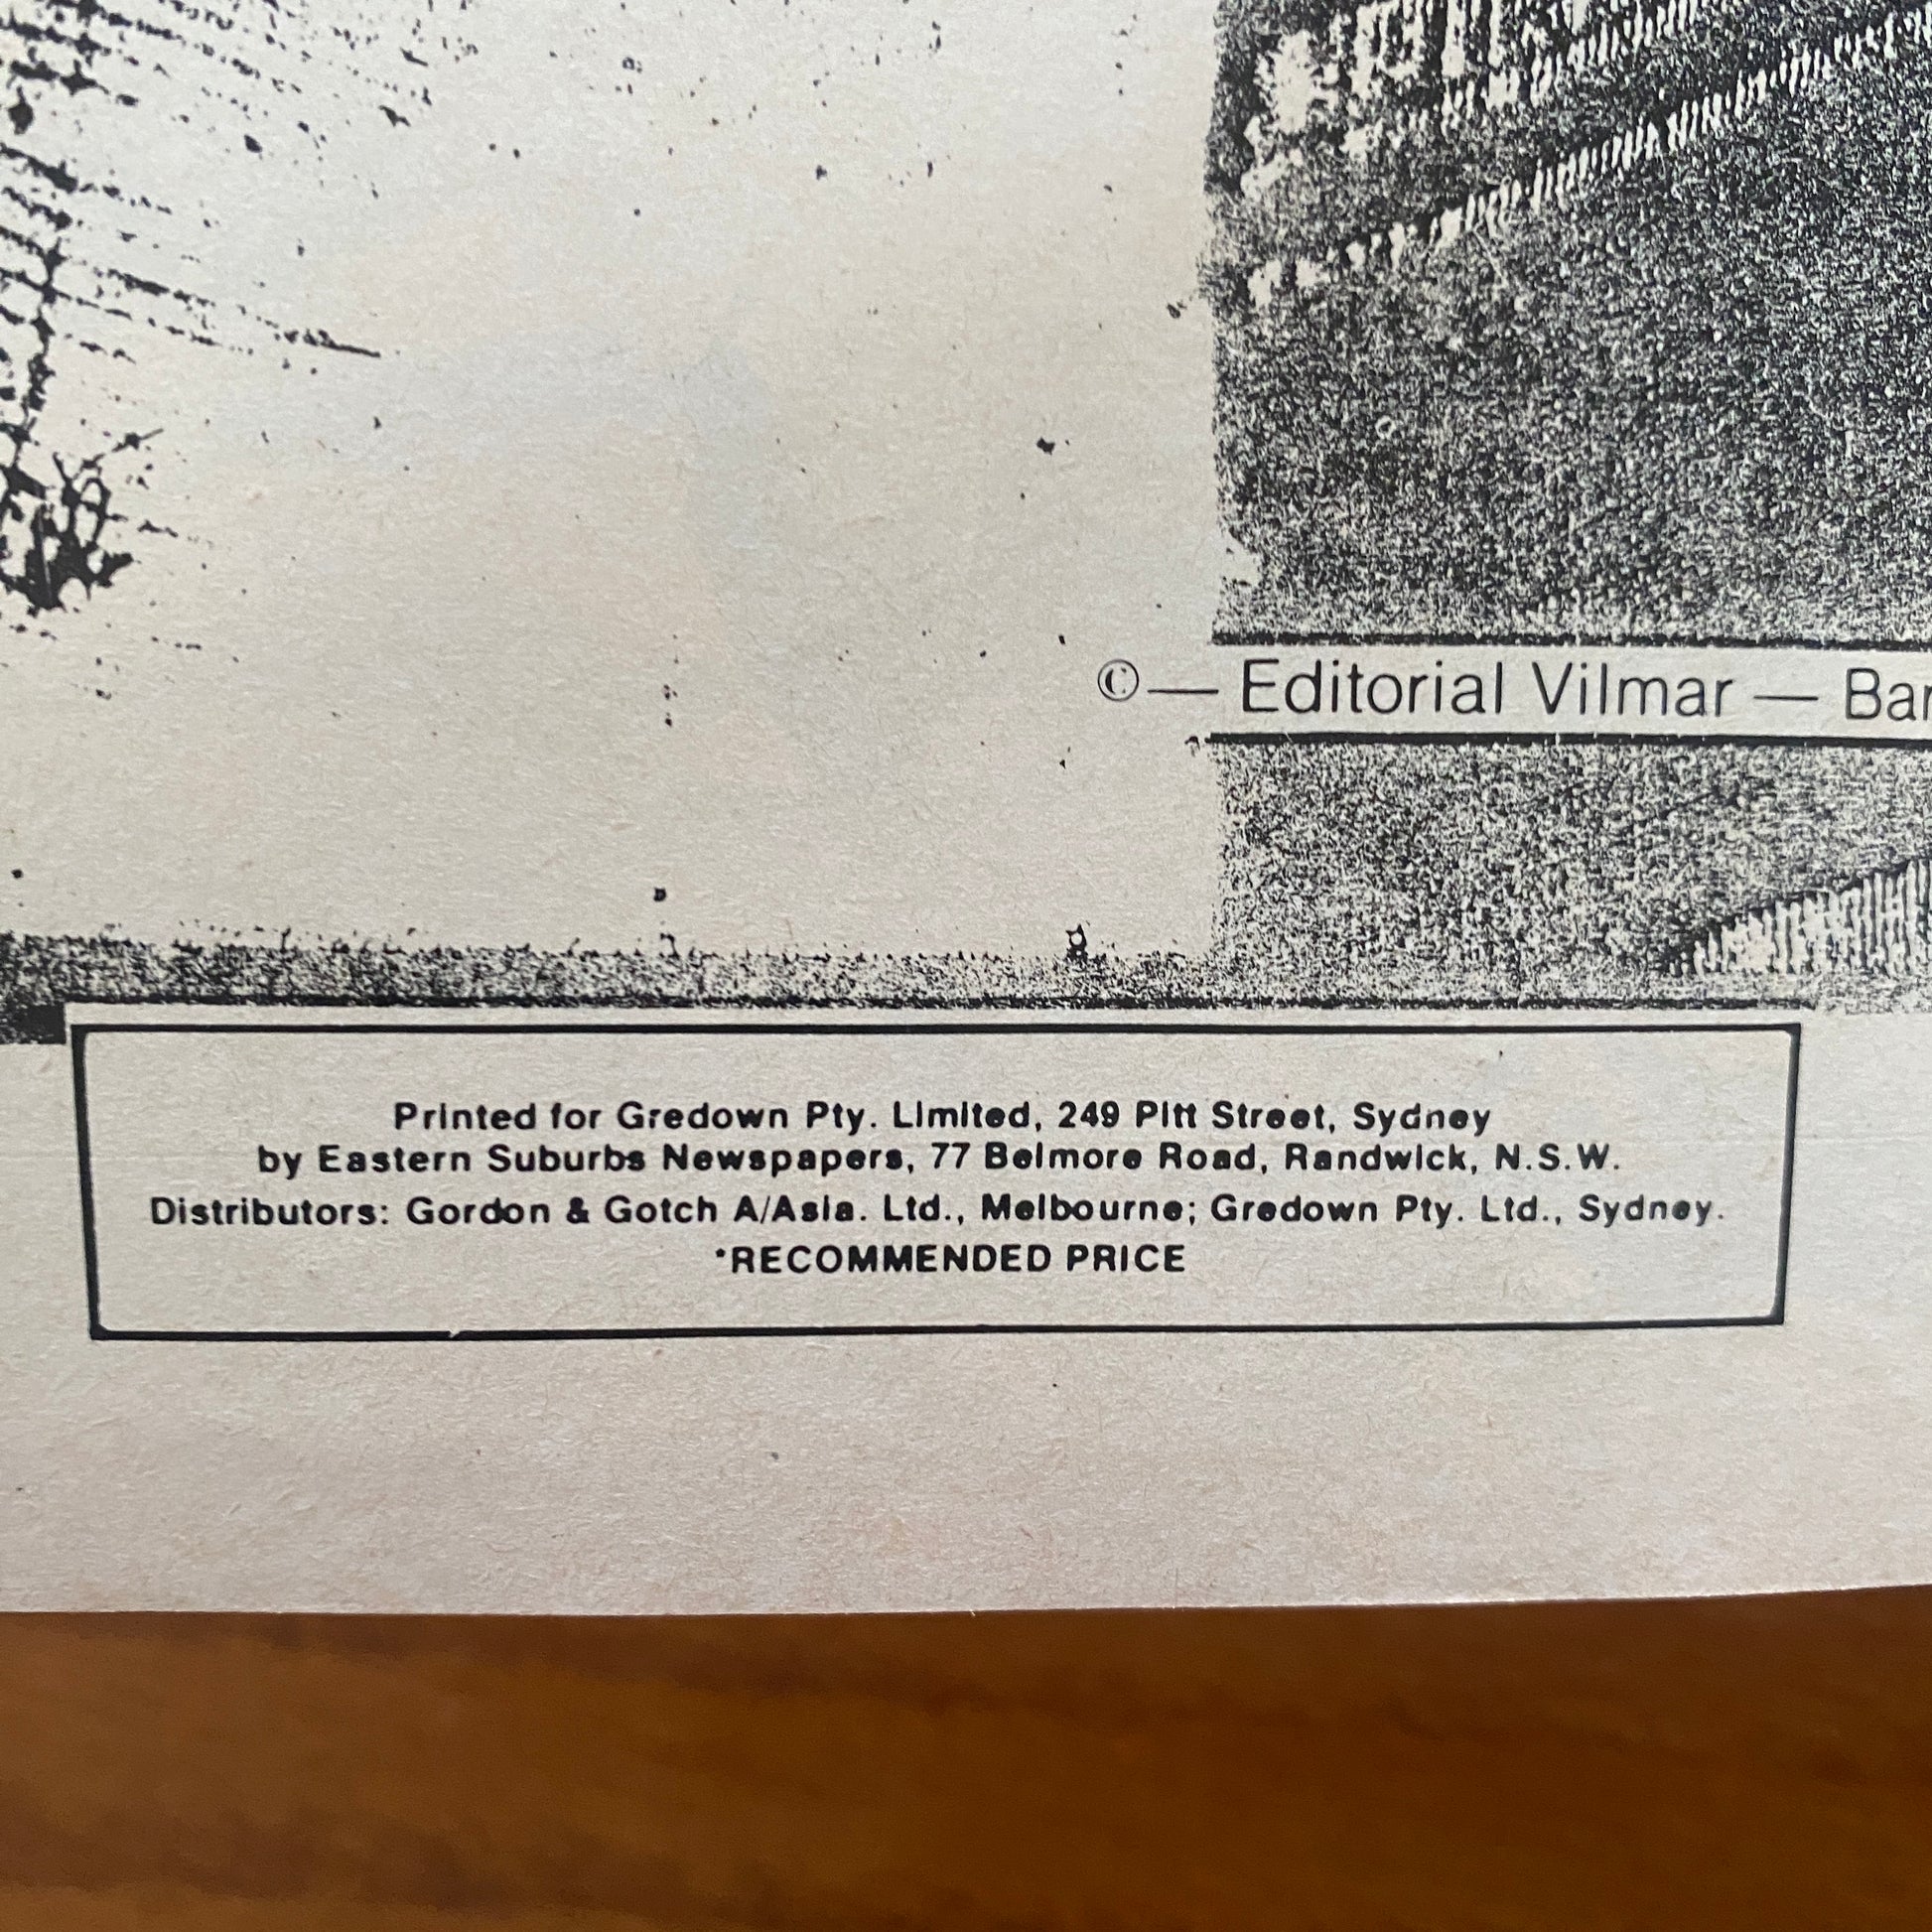 ©— Editorial Vilmar —
Printed for Gredown Pty. Limited, 249 Pitt Street, Sydney
by Eastern Suburbs Newspapers, 77 Belmore Road, Randwick, N.S.W.
Distributors: Gordon & Gotch A/Asia. Ltd., Melbourne; Gredown Pty. Ltd., Sydney.
*RECOMMENDED PRICE